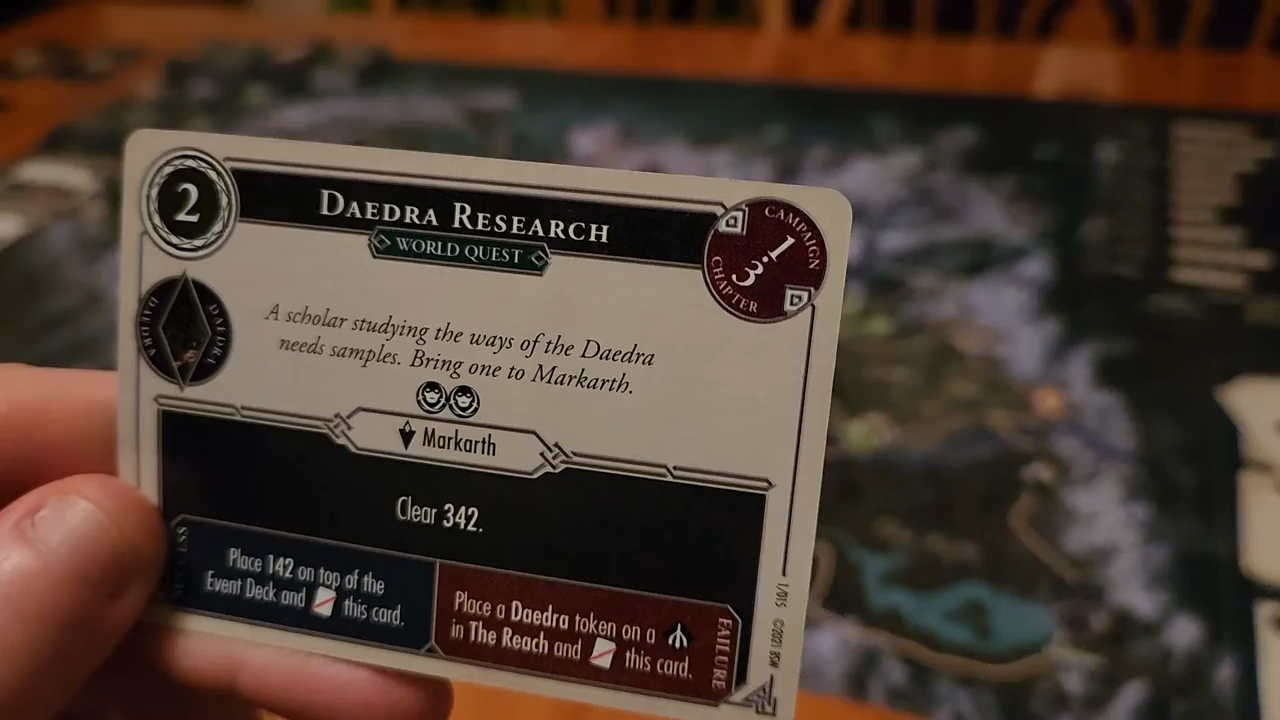 2
DAEDRA RESEARCH
WORLD QUEST
CAMPAIGN
1
3
CHAPTER
DAEDRA
DAEDRA
A scholar studying the ways of the Daedra
needs samples. Bring one to Markarth.
Markarth
Clear 342.
Place 142 on top of the
Event Deck and this card.
Place a Daedra token on a
in The Reach and this card.
FAILURE
1/015 ©2021 BSW